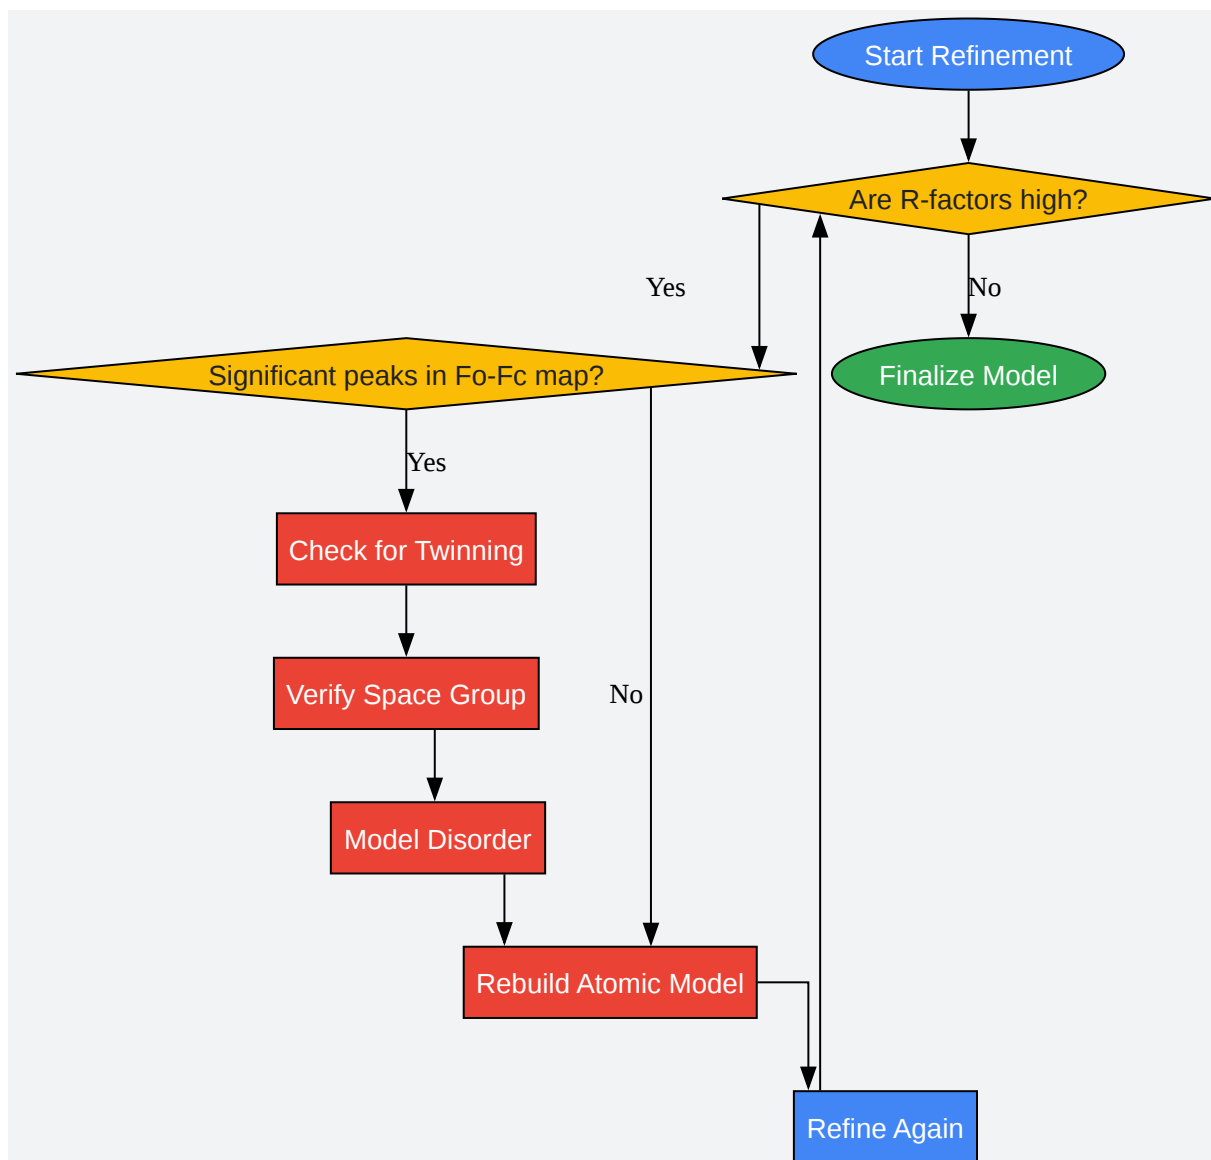 Start Refinement
Are R-factors high?
Yes
No
Significant peaks in Fo-Fc map?
Finalize Model
Yes
Check for Twinning
Verify Space Group
No
Model Disorder
Rebuild Atomic Model
Refine Again